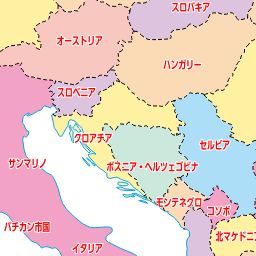 スロバキア
オーストリア
ハンガリー
スロベニア
クロアチア
セルビア
サンマリノ
ボスニア・ヘルツェゴビナ
モンテネグロ
コソボ
バチカン市国
北マケドニ
イタリア